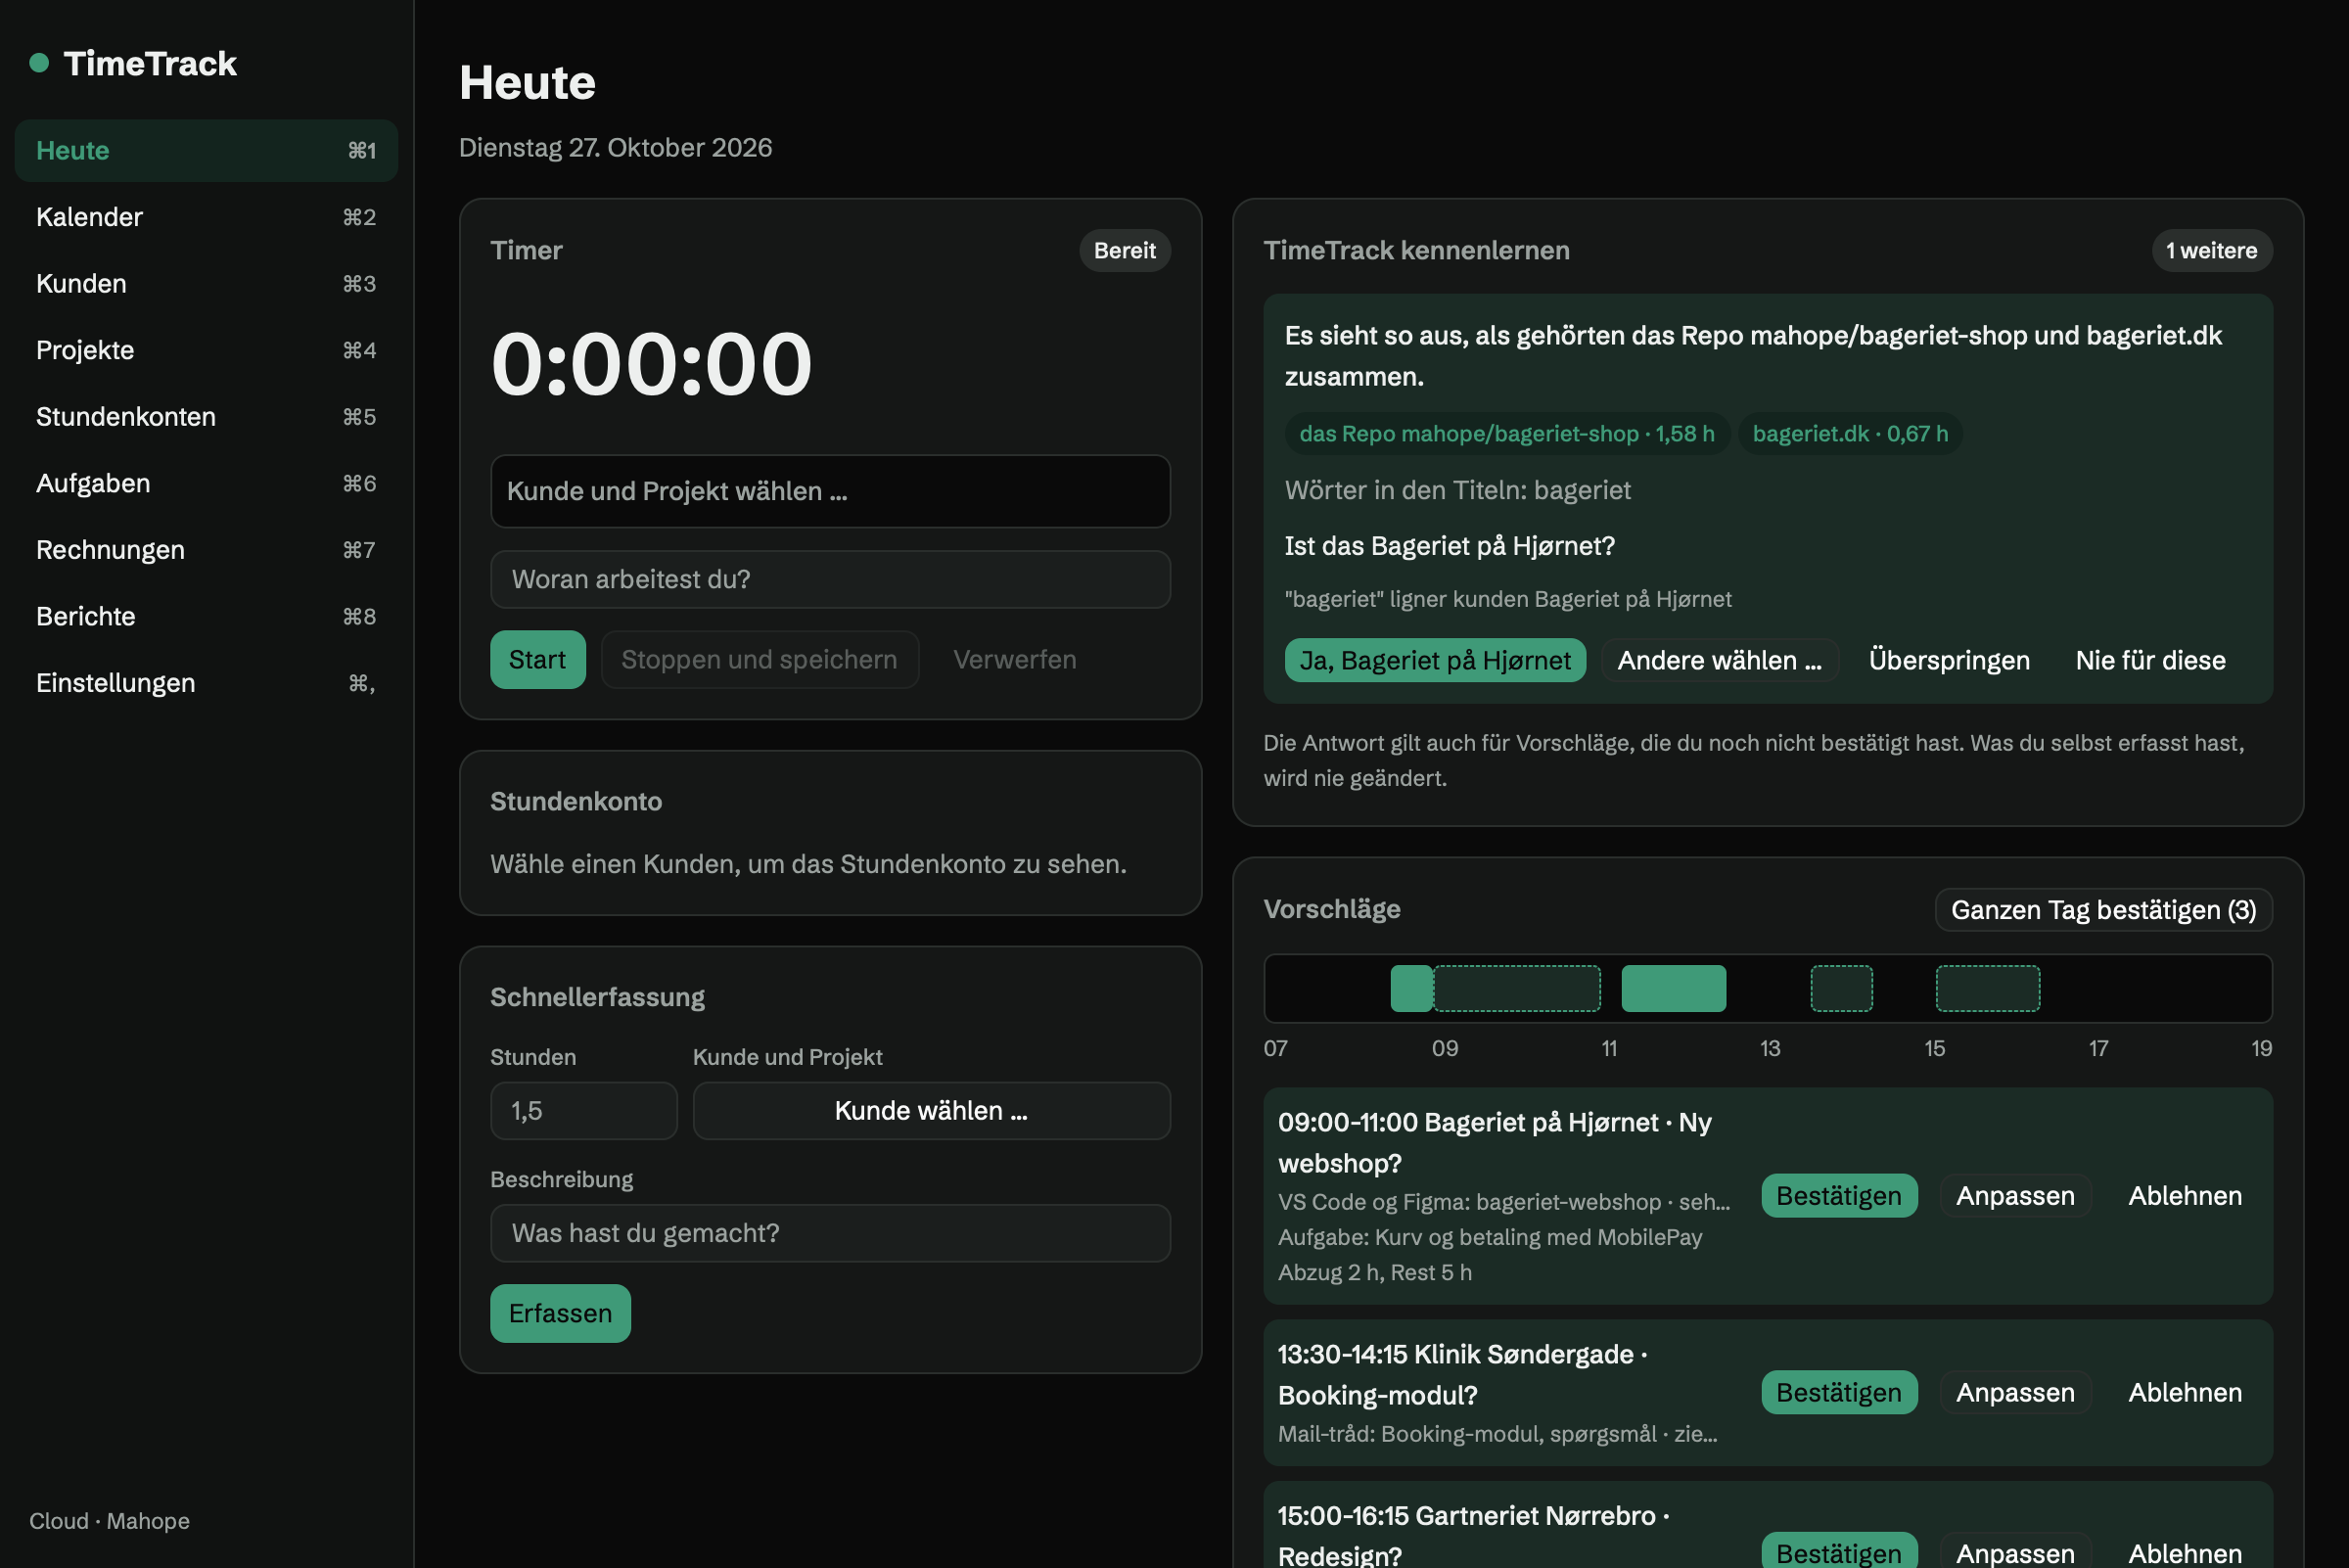 TimeTrack
Heute ⌘1
Kalender ⌘2
Kunden ⌘3
Projekte ⌘4
Stundenkonten ⌘5
Aufgaben ⌘6
Rechnungen ⌘7
Berichte ⌘8
Einstellungen ⌘,
Cloud · Mahope
Heute
Dienstag 27. Oktober 2026
Timer
Bereit
0:00:00
Kunde und Projekt wählen ...
Woran arbeitest du?
Start
Stoppen und speichern
Verwerfen
Stundenkonto
Wähle einen Kunden, um das Stundenkonto zu sehen.
Schnellerfassung
Stunden
Kunde und Projekt
1,5
Kunde wählen ...
Beschreibung
Was hast du gemacht?
Erfassen
TimeTrack kennenlernen
1 weitere
Es sieht so aus, als gehörten das Repo mahope/bageriet-shop und bageriet.dk
zusammen.
das Repo mahope/bageriet-shop · 1,58 h
bageriet.dk · 0,67 h
Wörter in den Titeln: bageriet
Ist das Bageriet på Hjørnet?
"bageriet" ligner kunden Bageriet på Hjørnet
Ja, Bageriet på Hjørnet
Andere wählen ...
Überspringen
Nie für diese
Die Antwort gilt auch für Vorschläge, die du noch nicht bestätigt hast. Was du selbst erfasst hast,
wird nie geändert.
Vorschläge
Ganzen Tag bestätigen (3)
07 09 11 13 15 17 19
09:00-11:00 Bageriet på Hjørnet · Ny
webshop?
VS Code og Figma: bageriet-webshop · seh...
Aufgabe: Kurv og betaling med MobilePay
Abzug 2 h, Rest 5 h
Bestätigen
Anpassen
Ablehnen
13:30-14:15 Klinik Søndergade ·
Booking-modul?
Mail-tråd: Booking-modul, spørgsmål · zie...
Bestätigen
Anpassen
Ablehnen
15:00-16:15 Gartneriet Nørrebro ·
Redesign?
Bestätigen
Anpassen
Ablehnen